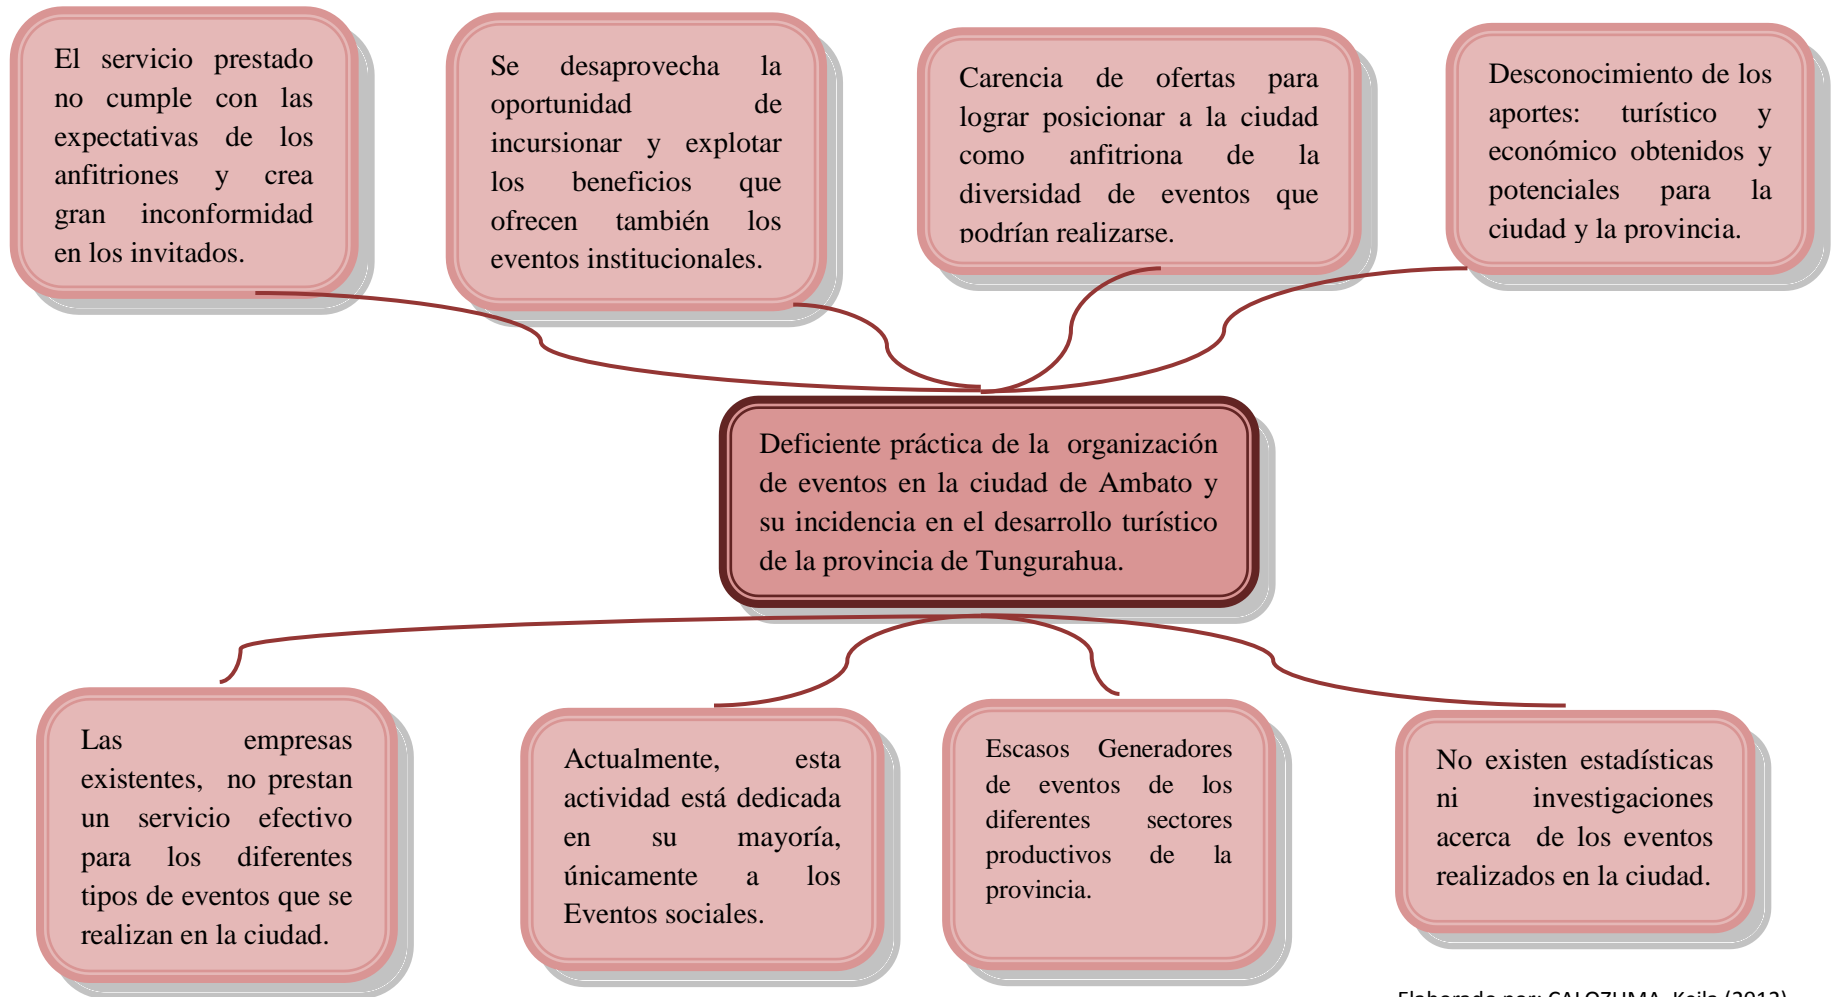 El servicio prestado
no cumple con las
expectativas de los
anfitriones y crea
gran inconformidad
en los invitados.
Se desaprovecha la
oportunidad de
incursionar y explotar
los beneficios que
ofrecen también los
eventos institucionales.
Carencia de ofertas para
lograr posicionar a la ciudad
como anfitriona de la
diversidad de eventos que
podrían realizarse.
Desconocimiento de los
aportes: turístico y
económico obtenidos y
potenciales para la
ciudad y la provincia.
Deficiente práctica de la organización
de eventos en la ciudad de Ambato y
su incidencia en el desarrollo turístico
de la provincia de Tungurahua.
Las empresas
existentes, no prestan
un servicio efectivo
para los diferentes
tipos de eventos que se
realizan en la ciudad.
Actualmente, esta
actividad está dedicada
en su mayoría,
únicamente a los
Eventos sociales.
Escasos Generadores
de eventos de los
diferentes sectores
productivos de la
provincia.
No existen estadísticas
ni investigaciones
acerca de los eventos
realizados en la ciudad.
Elaborado por: CALOZUMA, Keila (2012)